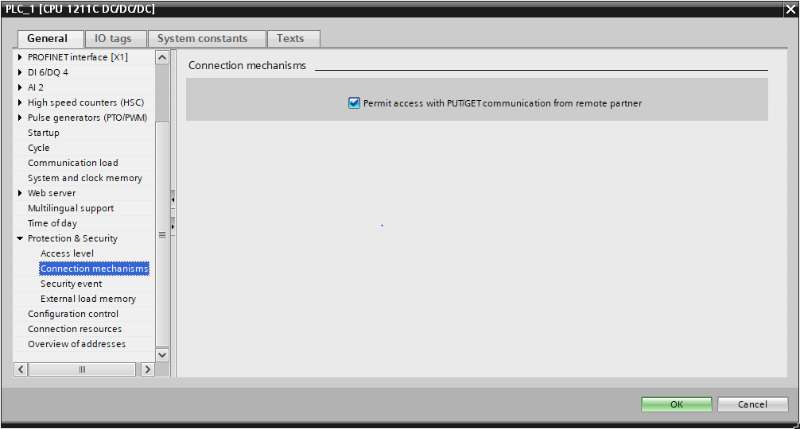 PLC_1 [CPU 1211C DC/DC/DC]
General
IO tags
System constants
Texts
PROFINET interface [X1]
DI 6/DQ 4
AI 2
High speed counters (HSC)
Pulse generators (PTO/PWM)
Startup
Cycle
Communication load
System and clock memory
Web server
Multilingual support
Time of day
Protection & Security
Access level
Connection mechanisms
Security event
External load memory
Configuration control
Connection resources
Overview of addresses
Connection mechanisms
Permit access with PUT/GET communication from remote partner
OK
Cancel